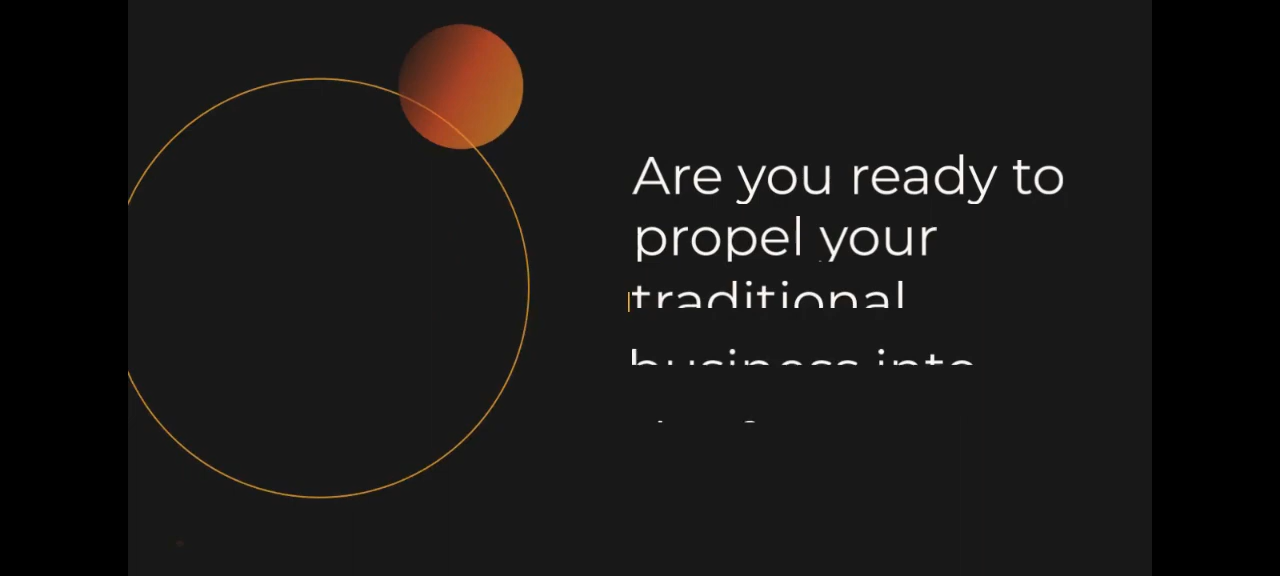 Are you ready to
propel your
traditional
business into